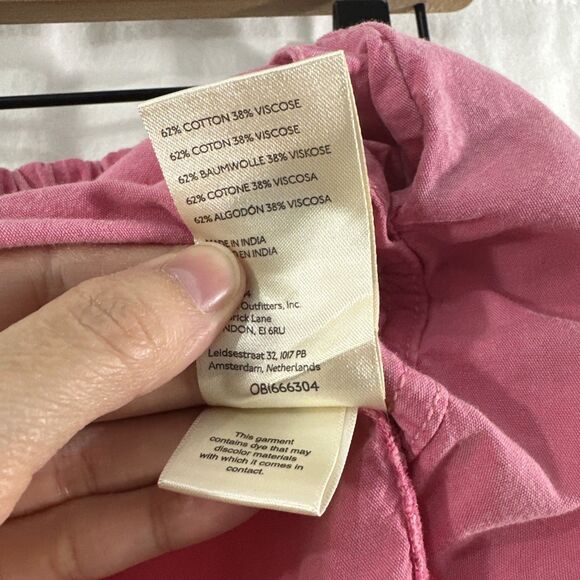 62% COTTON 38% VISCOSE
62% COTON 38% VISCOSE
62% BAUMWOLLE 38% VISKOSE
62% COTONE 38% VISCOSA
62% ALGODÓN 38% VISCOSA
MADE IN INDIA
EN INDIA
Outfitters, Inc.
Lane
E1 6RU
Leidsestraat 32, 1017 PB
Amsterdam, Netherlands
OB1666304
This garment
contains dye that may
discolor materials
with which it comes in
contact.